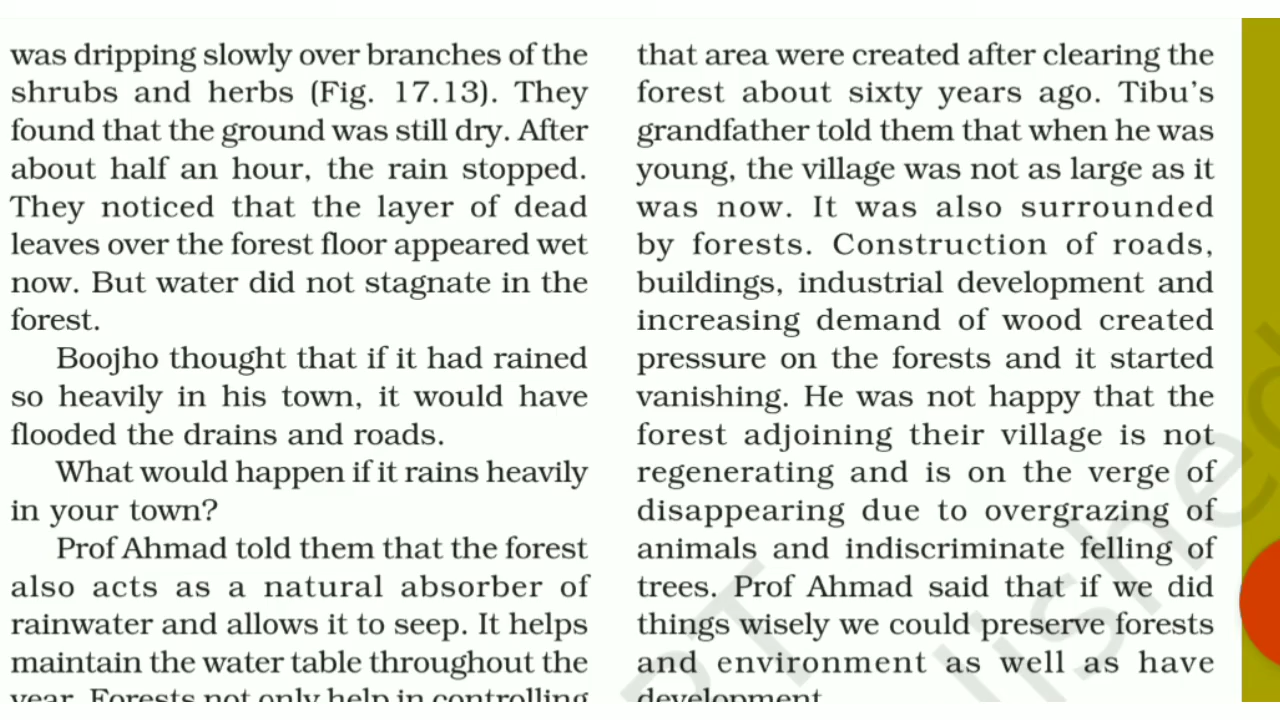 was dripping slowly over branches of the
shrubs and herbs (Fig. 17.13). They
found that the ground was still dry. After
about half an hour, the rain stopped.
They noticed that the layer of dead
leaves over the forest floor appeared wet
now. But water did not stagnate in the
forest.
Boojho thought that if it had rained
so heavily in his town, it would have
flooded the drains and roads.
What would happen if it rains heavily
in your town?
Prof Ahmad told them that the forest
also acts as a natural absorber of
rainwater and allows it to seep. It helps
maintain the water table throughout the
year. Forests not only help in controlling
that area were created after clearing the
forest about sixty years ago. Tibu's
grandfather told them that when he was
young, the village was not as large as it
was now. It was also surrounded
by forests. Construction of roads,
buildings, industrial development and
increasing demand of wood created
pressure on the forests and it started
vanishing. He was not happy that the
forest adjoining their village is not
regenerating and is on the verge of
disappearing due to overgrazing of
animals and indiscriminate felling of
trees. Prof Ahmad said that if we did
things wisely we could preserve forests
and environment as well as have
development